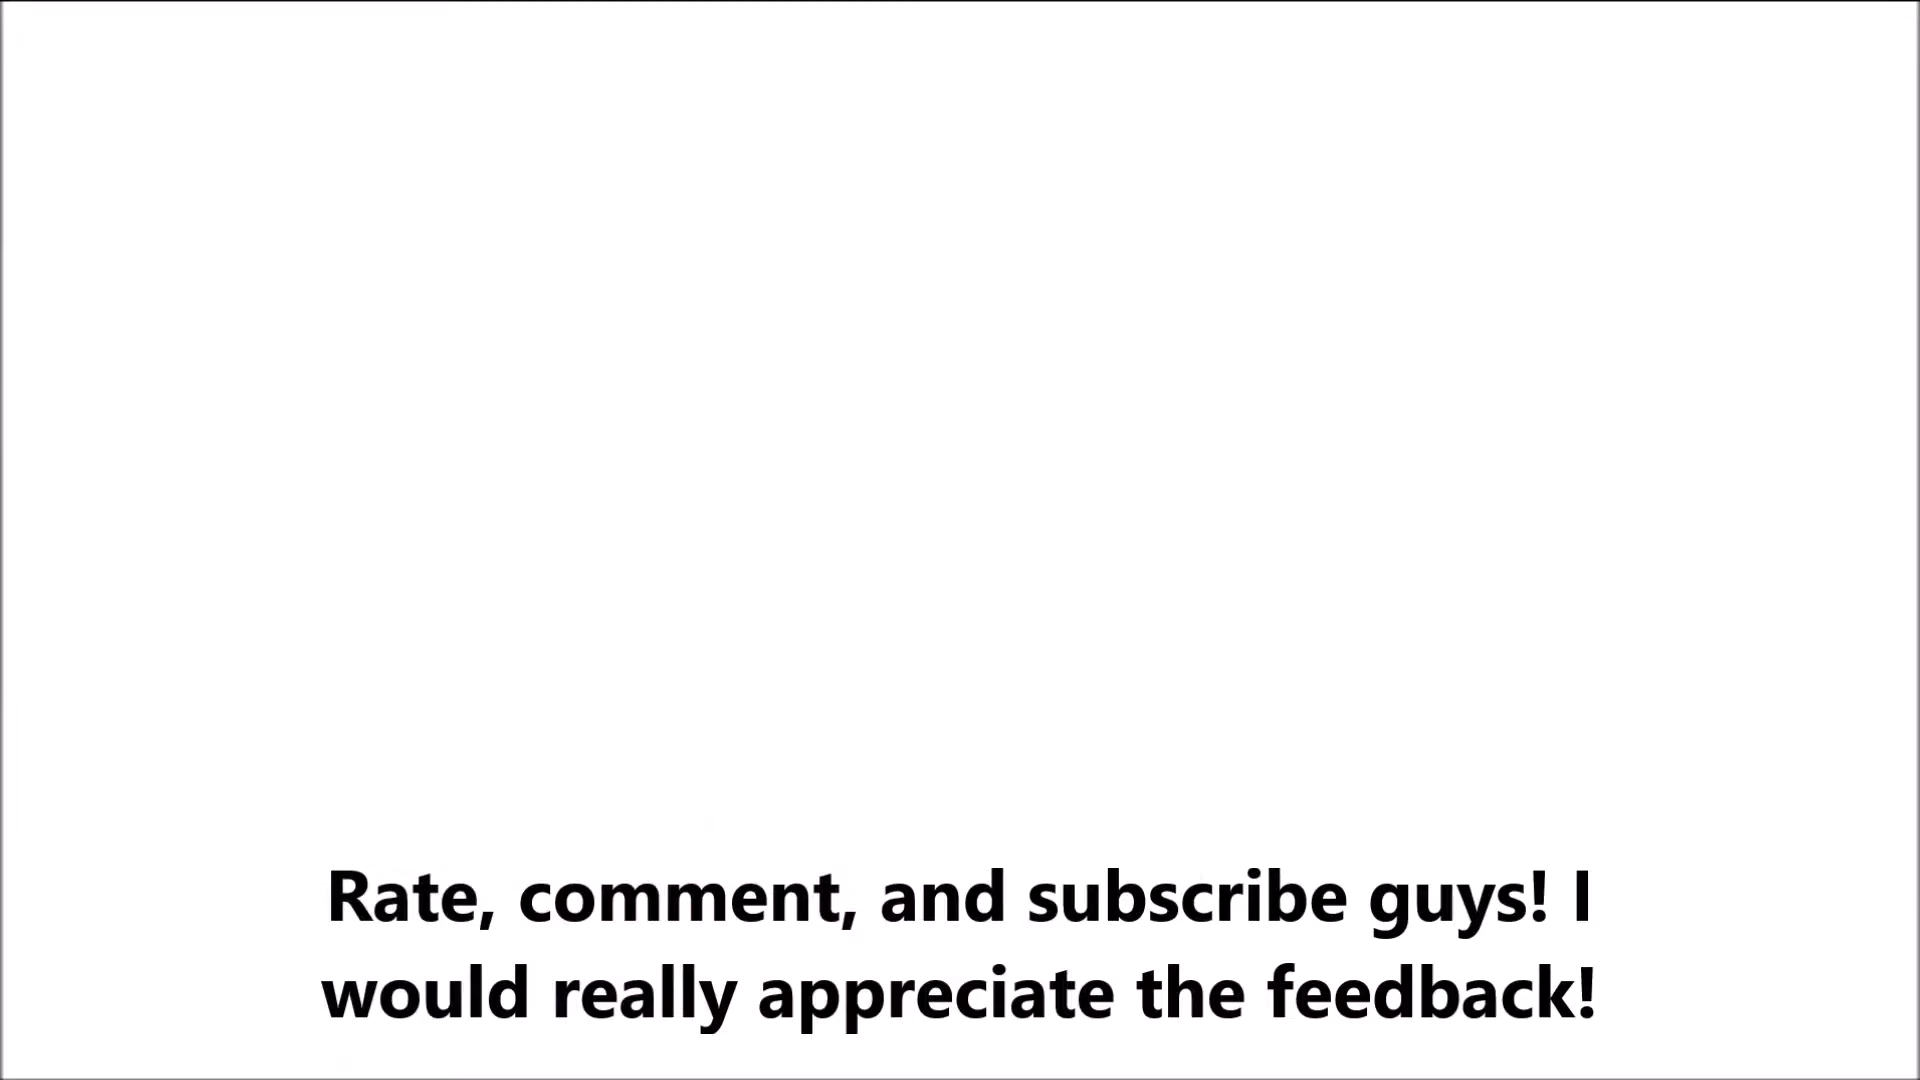 Rate, comment, and subscribe guys! I
would really appreciate the feedback!